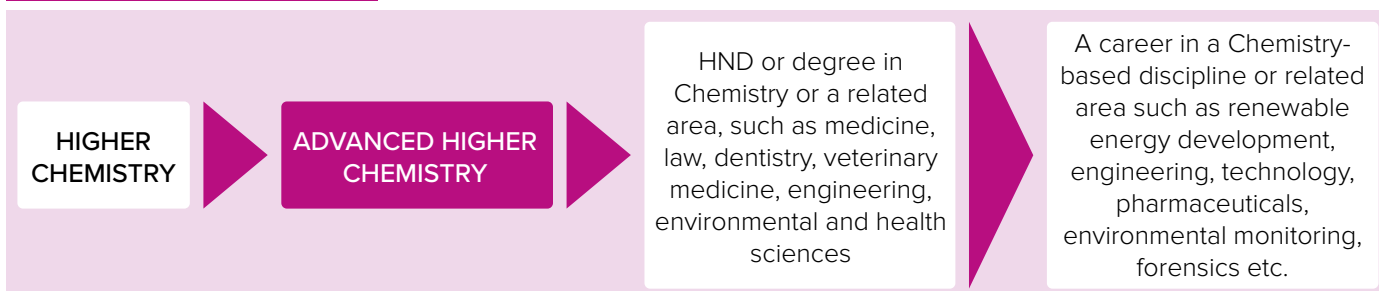 HIGHER
CHEMISTRY
ADVANCED HIGHER
CHEMISTRY
HND or degree in
Chemistry or a related
area, such as medicine,
law, dentistry, veterinary
medicine, engineering,
environmental and health
sciences
A career in a Chemistry-
based discipline or related
area such as renewable
energy development,
engineering, technology,
pharmaceuticals,
environmental monitoring,
forensics etc.